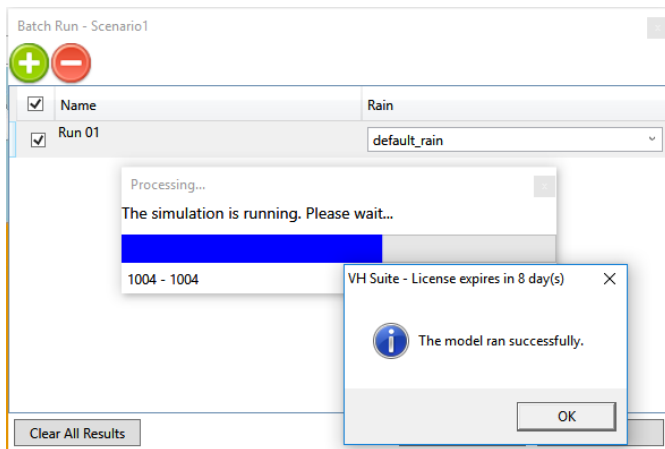 Batch Run - Scenario1
Name Rain
Run 01 default_rain
Processing...
The simulation is running. Please wait...
1004 - 1004
VH Suite - License expires in 8 day(s)
The model ran successfully.
OK
Clear All Results